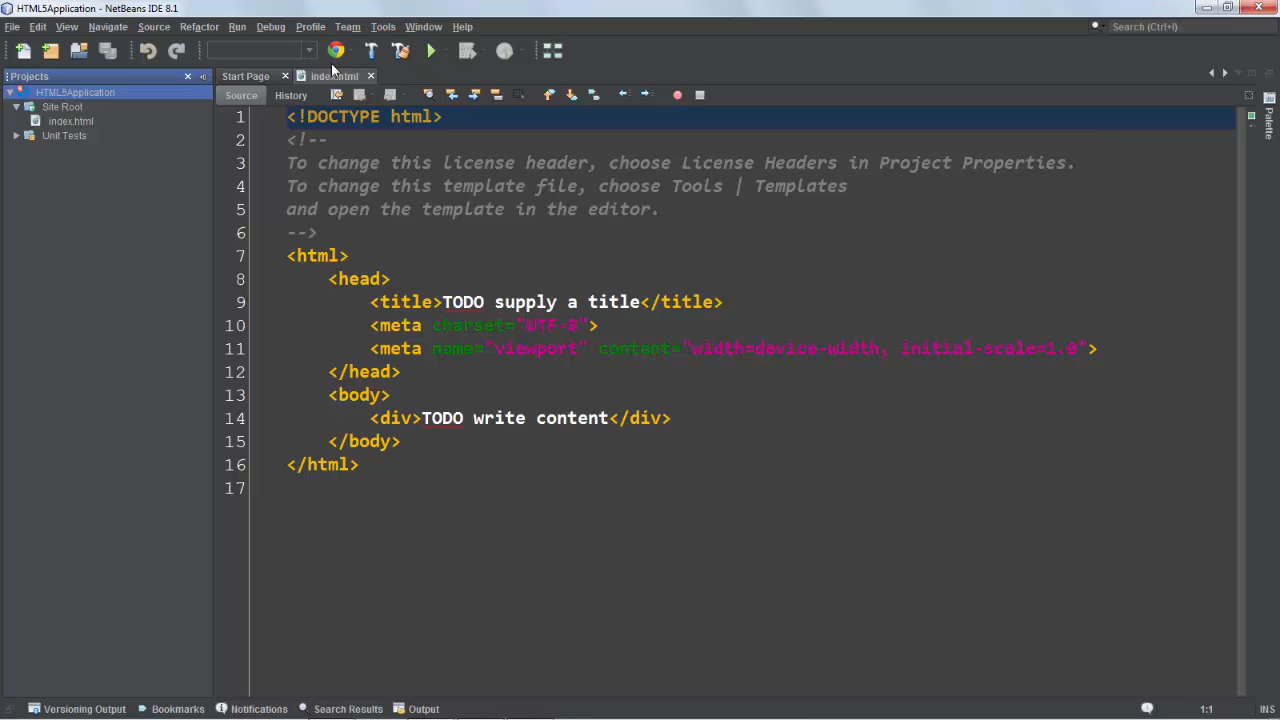 HTML5Application - NetBeans IDE 8.1
File Edit View Navigate Source Refactor Run Debug Profile Team Tools Window Help
Search (Ctrl+I)
Projects
Start Page
index.html
HTML5Application
Source
History
Site Root
index.html
Unit Tests
Palette
1 <!DOCTYPE html>
2 <!--
3 To change this license header, choose License Headers in Project Properties.
4 To change this template file, choose Tools | Templates
5 and open the template in the editor.
6 -->
7 <html>
8 <head>
9 <title>TODO supply a title</title>
10 <meta charset="UTF-8">
11 <meta name="viewport" content="width=device-width, initial-scale=1.0">
12 </head>
13 <body>
14 <div>TODO write content</div>
15 </body>
16 </html>
17
Versioning Output Bookmarks Notifications Search Results Output
1:1 INS